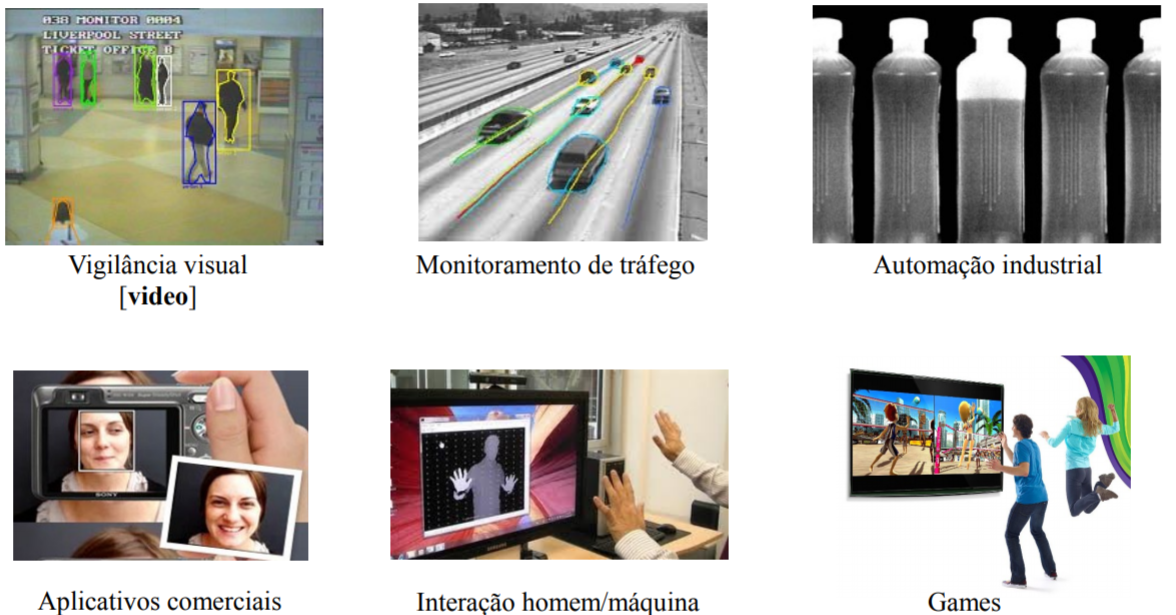 038 MONITOR 0004
LIVERPOOL STREET
TICKET OFFICE B
Vigilância visual
[video]
Monitoramento de tráfego
Automação industrial
SONY
Aplicativos comerciais
Interação homem/máquina
Games